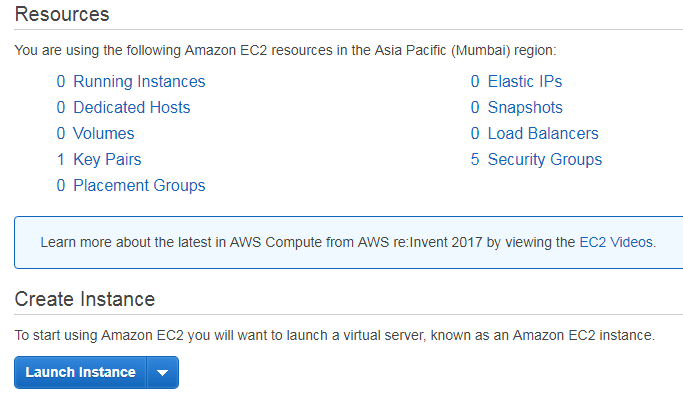 Resources
You are using the following Amazon EC2 resources in the Asia Pacific (Mumbai) region:
0 Running Instances
0 Elastic IPs
0 Dedicated Hosts
0 Snapshots
0 Volumes
0 Load Balancers
1 Key Pairs
5 Security Groups
0 Placement Groups
Learn more about the latest in AWS Compute from AWS re:Invent 2017 by viewing the EC2 Videos.
Create Instance
To start using Amazon EC2 you will want to launch a virtual server, known as an Amazon EC2 instance.
Launch Instance